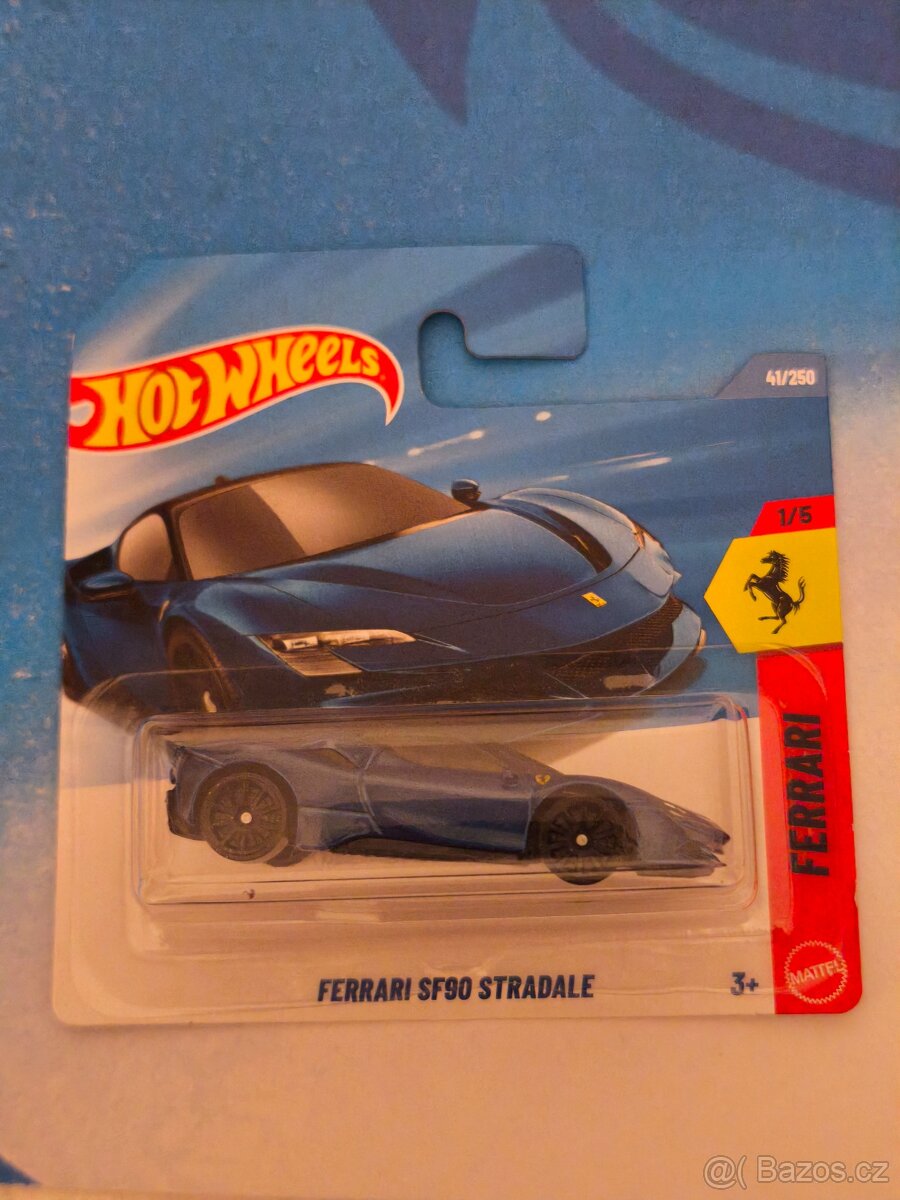 HOT WHEELS
41/250
1/5
FERRARI
FERRARI SF90 STRADALE
3+
MATTEL
@( Bazos.cz